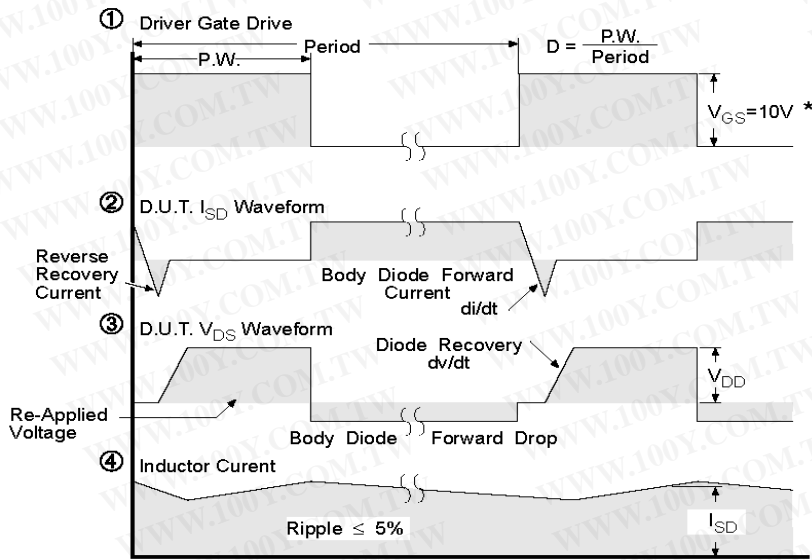 ① Driver Gate Drive
Period
P.W.
D = P.W. / Period
V_GS=10V *
② D.U.T. I_SD Waveform
Reverse
Recovery
Current
Body Diode Forward
Current
di/dt
③ D.U.T. V_DS Waveform
Diode Recovery
dv/dt
V_DD
Re-Applied
Voltage
Body Diode Forward Drop
④ Inductor Curent
Ripple ≤ 5%
I_SD
WWW.100Y.COM.TW